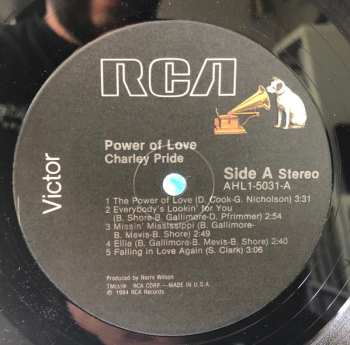 RCA
Victor
Power of Love
Charley Pride
Side A Stereo
AHL1-5031-A
1 The Power of Love (D. Cook-G. Nicholson)
2 Everybody's Lookin' for You
(B. Shore-B. Gallimore-D. Pfrimmer) 2:54
3 Missin' Mississippi (B. Gallimore-
B. Mevis-B. Shore) 2:49
4 Ellie (B. Gallimore-B. Mevis-B. Shore) 2:40
5 Falling in Love Again (S. Clark) 3:06
Produced by Norro Wilson
TMK(s)® RCA CORP.—MADE IN U.S.A.
℗ 1984 RCA Records